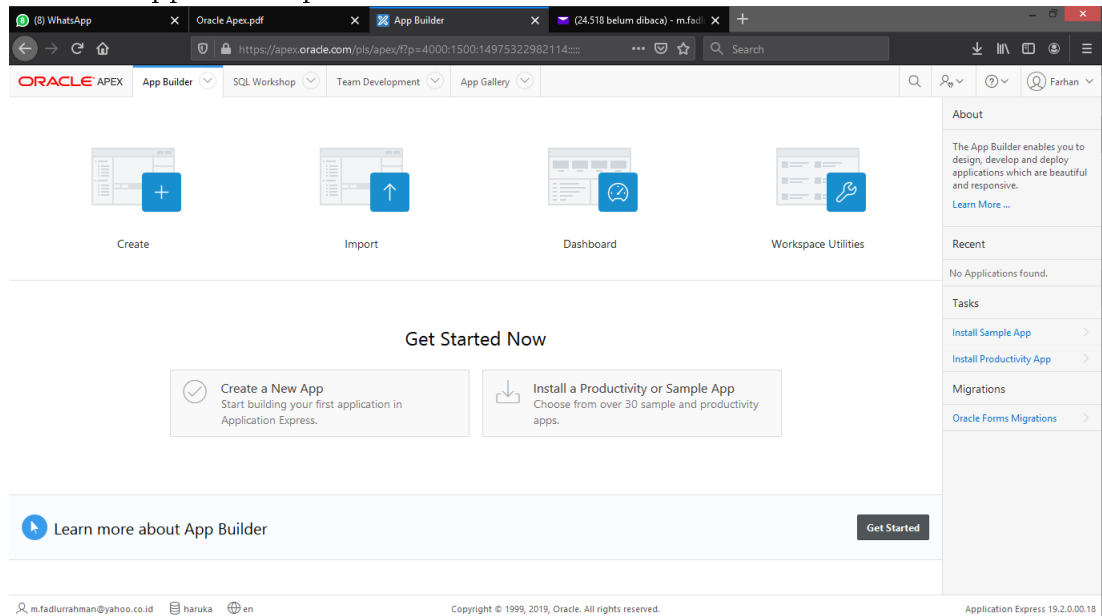 (8) WhatsApp
Oracle Apex.pdf
App Builder
(24.518 belum dibaca) - m.fadl
https://apex.oracle.com/pls/apex/f?p=4000:1500:14975322982114:::::
Search
ORACLE APEX
App Builder
SQL Workshop
Team Development
App Gallery
Farhan
Create
Import
Dashboard
Workspace Utilities
Get Started Now
Create a New App
Start building your first application in
Application Express.
Install a Productivity or Sample App
Choose from over 30 sample and productivity
apps.
Learn more about App Builder
Get Started
About
The App Builder enables you to
design, develop and deploy
applications which are beautiful
and responsive.
Learn More ...
Recent
No Applications found.
Tasks
Install Sample App
Install Productivity App
Migrations
Oracle Forms Migrations
m.fadlurrahman@yahoo.co.id
haruka
en
Copyright © 1999, 2019, Oracle. All rights reserved.
Application Express 19.2.0.00.18